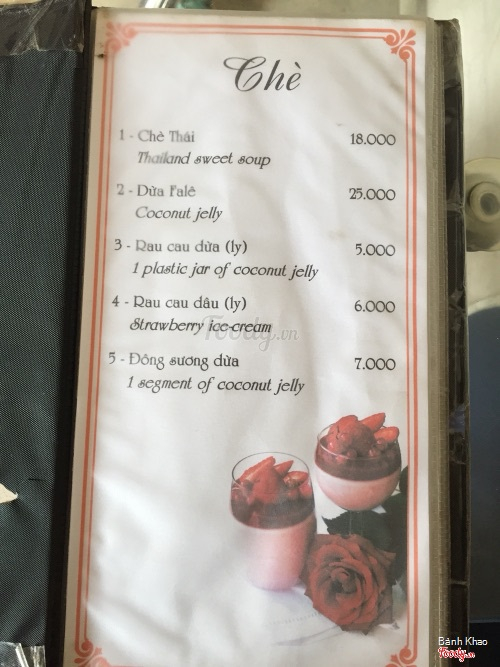 Chè
1 - Chè Thái 18.000
Thailand sweet soup
2 - Dừa Falê 25.000
Coconut jelly
3 - Rau cau dừa (ly) 5.000
1 plastic jar of coconut jelly
4 - Rau cau dâu (ly) 6.000
Strawberry ice-cream
Foody.vn
5 - Đông sương dừa 7.000
1 segment of coconut jelly
Bánh Khao
Foody.vn